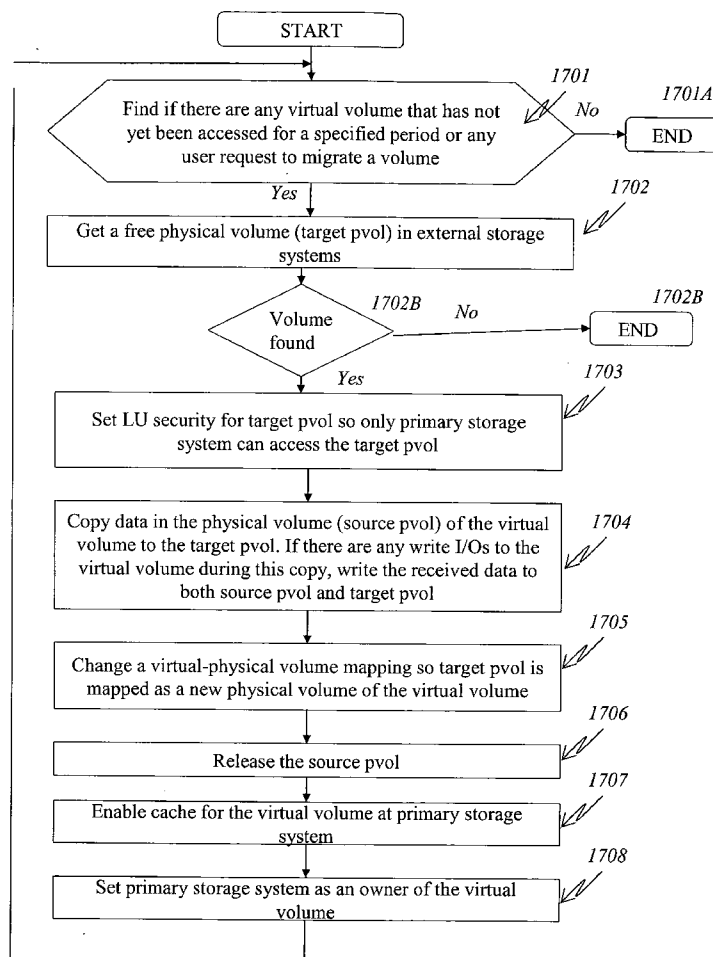 START
1701
Find if there are any virtual volume that has not
yet been accessed for a specified period or any
user request to migrate a volume
No
1701A
END
Yes
1702
Get a free physical volume (target pvol) in external storage
systems
1702B
Volume
found
No
1702B
END
Yes
1703
Set LU security for target pvol so only primary storage
system can access the target pvol
1704
Copy data in the physical volume (source pvol) of the virtual
volume to the target pvol. If there are any write I/Os to the
virtual volume during this copy, write the received data to
both source pvol and target pvol
1705
Change a virtual-physical volume mapping so target pvol is
mapped as a new physical volume of the virtual volume
1706
Release the source pvol
1707
Enable cache for the virtual volume at primary storage
system
1708
Set primary storage system as an owner of the virtual
volume